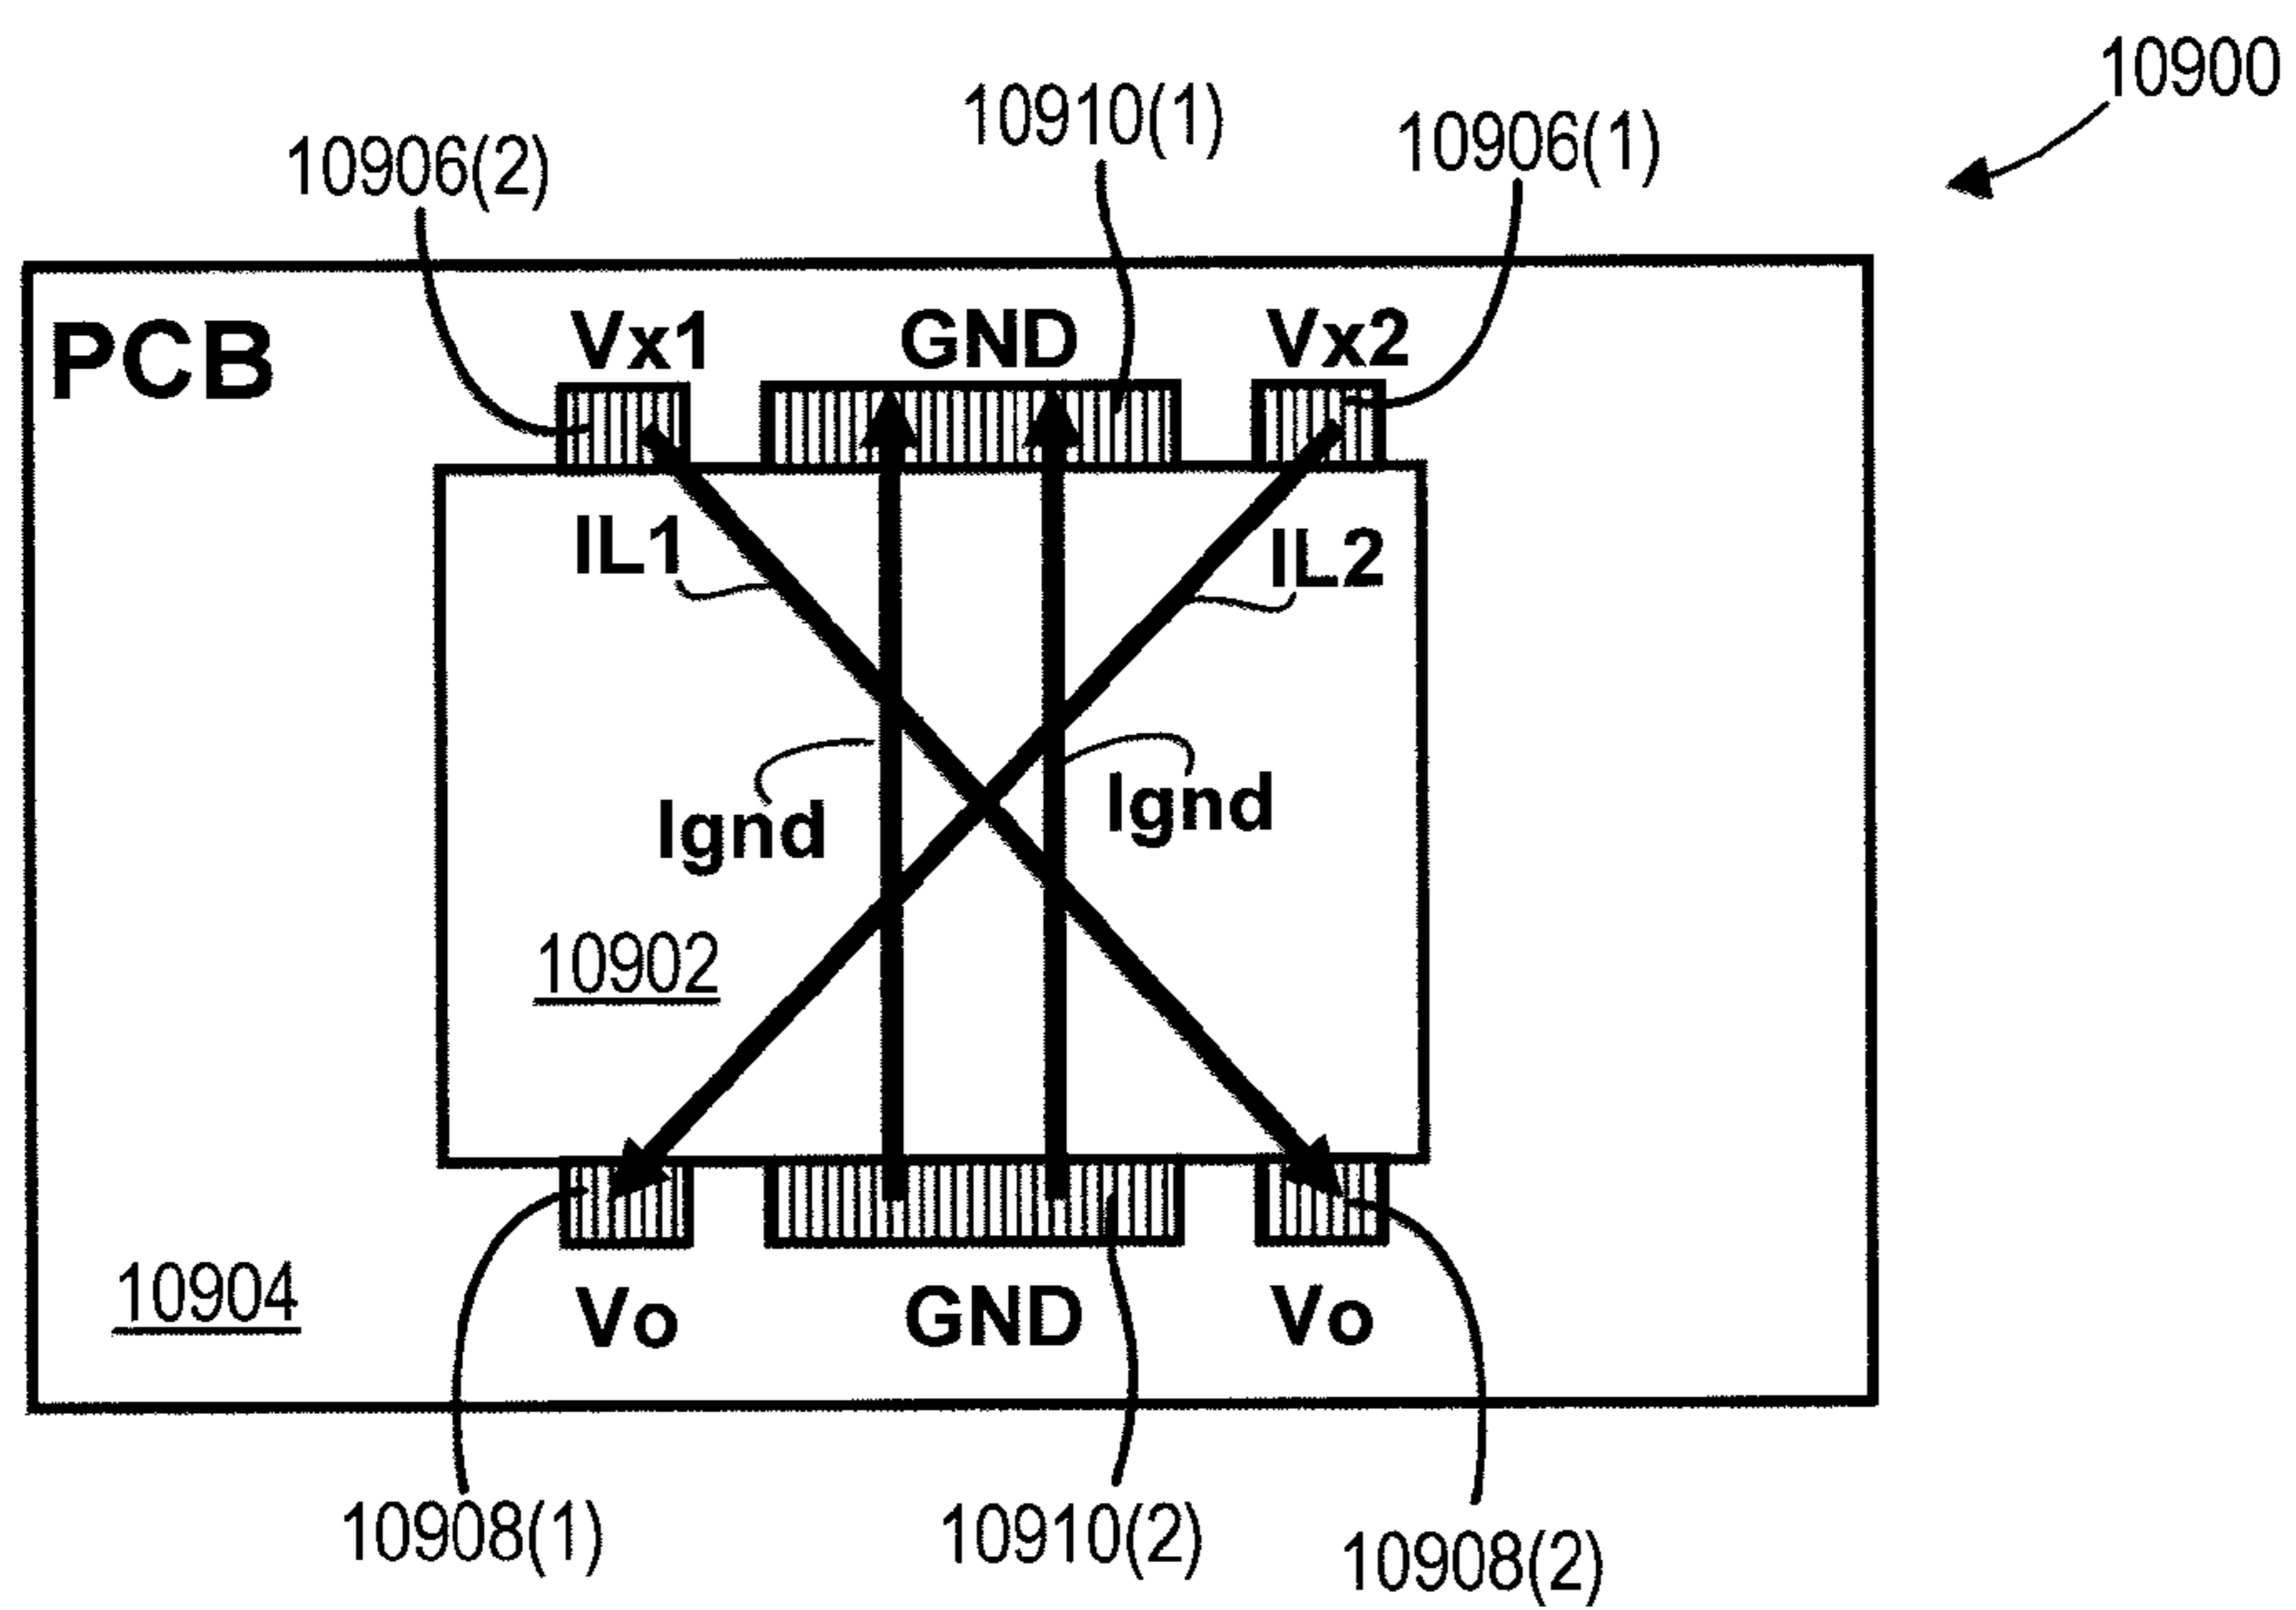 10900
10910(1)
10906(1)
10906(2)
PCB
Vx1 GND Vx2
IL1 IL2
Ignd Ignd
10902
10904
Vo GND Vo
10908(1) 10910(2) 10908(2)